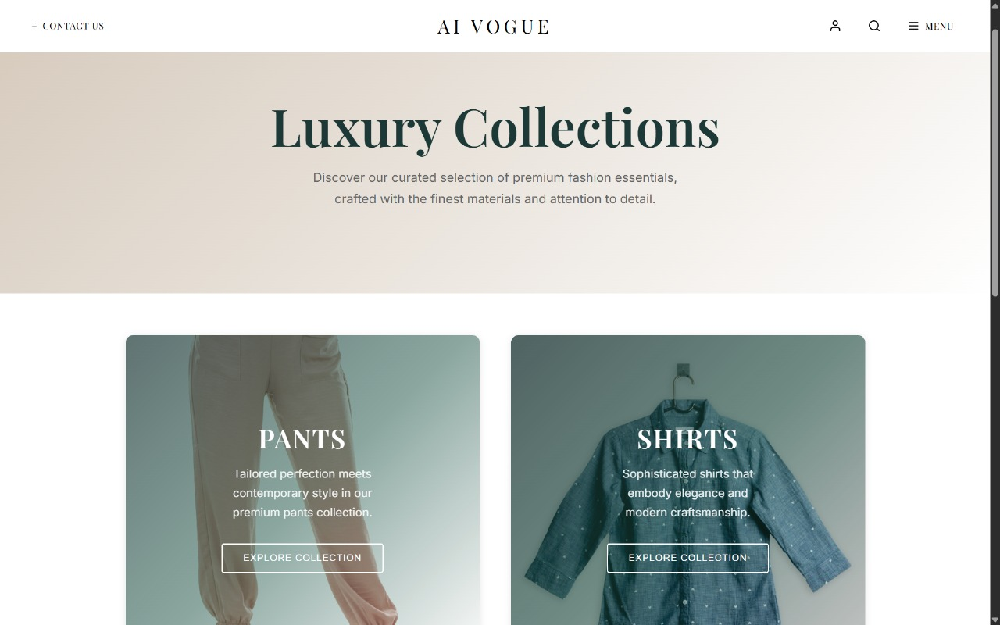 + CONTACT US
AI VOGUE
MENU
Luxury Collections
Discover our curated selection of premium fashion essentials,
crafted with the finest materials and attention to detail.
PANTS
Tailored perfection meets
contemporary style in our
premium pants collection.
EXPLORE COLLECTION
SHIRTS
Sophisticated shirts that
embody elegance and
modern craftsmanship.
EXPLORE COLLECTION